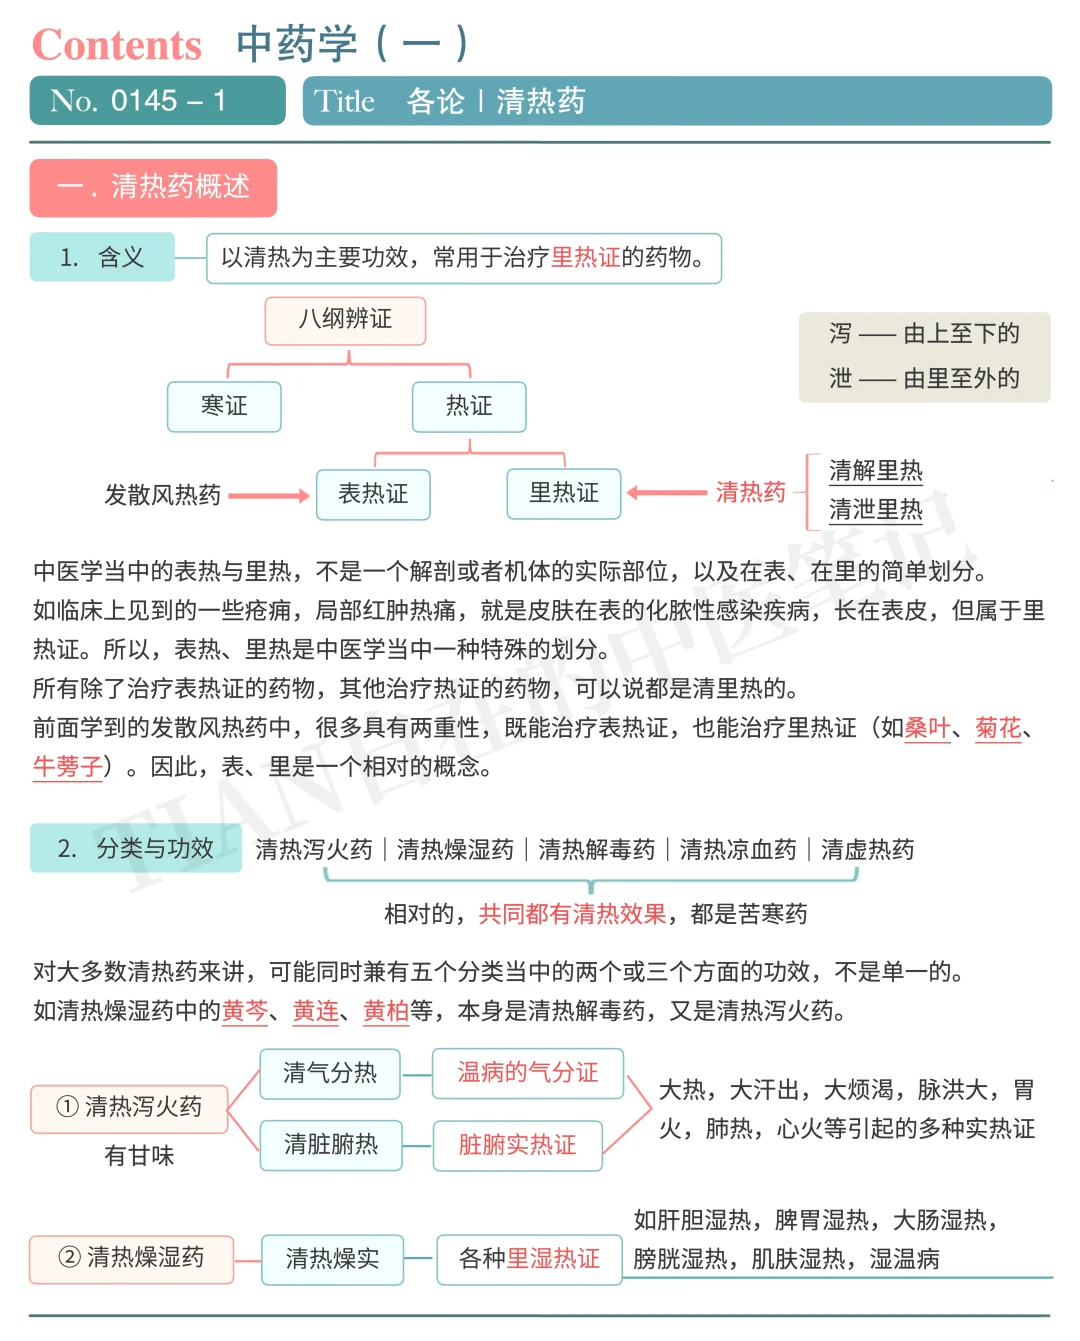 Contents 中药学（一）
No. 0145 – 1
Title 各论 | 清热药
一 . 清热药概述
1. 含义
以清热为主要功效，常用于治疗里热证的药物。
八纲辨证
泻 —— 由上至下的
泄 —— 由里至外的
寒证
热证
发散风热药
表热证
里热证
清热药
清解里热
清泄里热
中医学当中的表热与里热，不是一个解剖或者机体的实际部位，以及在表、在里的简单划分。
如临床上见到的一些疮痈，局部红肿热痛，就是皮肤在表的化脓性感染疾病，长在表皮，但属于里
热证。所以，表热、里热是中医学当中一种特殊的划分。
所有除了治疗表热证的药物，其他治疗热证的药物，可以说都是清里热的。
前面学到的发散风热药中，很多具有两重性，既能治疗表热证，也能治疗里热证（如桑叶、菊花、
牛蒡子）。因此，表、里是一个相对的概念。
2. 分类与功效
清热泻火药｜清热燥湿药｜清热解毒药｜清热凉血药｜清虚热药
相对的，共同都有清热效果，都是苦寒药
对大多数清热药来讲，可能同时兼有五个分类当中的两个或三个方面的功效，不是单一的。
如清热燥湿药中的黄芩、黄连、黄柏等，本身是清热解毒药，又是清热泻火药。
① 清热泻火药
有甘味
清气分热
温病的气分证
清脏腑热
脏腑实热证
大热，大汗出，大烦渴，脉洪大，胃
火，肺热，心火等引起的多种实热证
② 清热燥湿药
清热燥实
各种里湿热证
如肝胆湿热，脾胃湿热，大肠湿热，
膀胱湿热，肌肤湿热，湿温病
TIAN自在的中医笔记